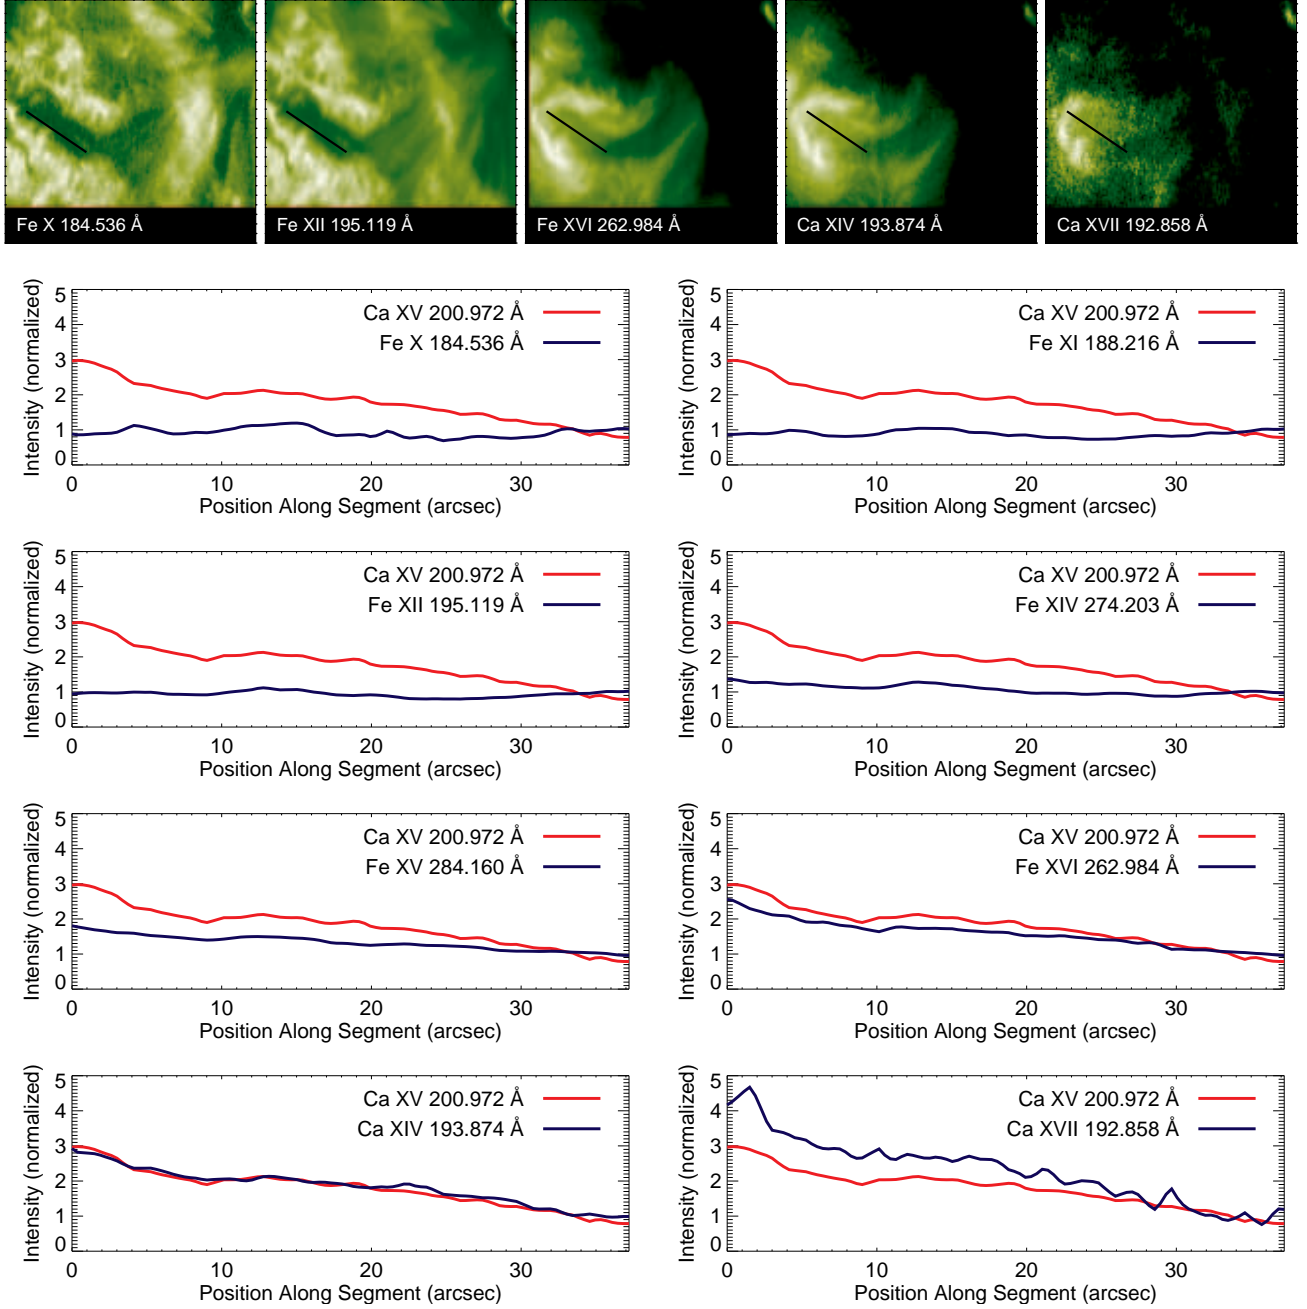 Fe X 184.536 Å
Fe XII 195.119 Å
Fe XVI 262.984 Å
Ca XIV 193.874 Å
Ca XVII 192.858 Å
Intensity (normalized)
5
4
3
2
1
0
Ca XV 200.972 Å
Fe X 184.536 Å
0 10 20 30
Position Along Segment (arcsec)
Intensity (normalized)
5
4
3
2
1
0
Ca XV 200.972 Å
Fe XI 188.216 Å
0 10 20 30
Position Along Segment (arcsec)
Intensity (normalized)
5
4
3
2
1
0
Ca XV 200.972 Å
Fe XII 195.119 Å
0 10 20 30
Position Along Segment (arcsec)
Intensity (normalized)
5
4
3
2
1
0
Ca XV 200.972 Å
Fe XIV 274.203 Å
0 10 20 30
Position Along Segment (arcsec)
Intensity (normalized)
5
4
3
2
1
0
Ca XV 200.972 Å
Fe XV 284.160 Å
0 10 20 30
Position Along Segment (arcsec)
Intensity (normalized)
5
4
3
2
1
0
Ca XV 200.972 Å
Fe XVI 262.984 Å
0 10 20 30
Position Along Segment (arcsec)
Intensity (normalized)
5
4
3
2
1
0
Ca XV 200.972 Å
Ca XIV 193.874 Å
0 10 20 30
Position Along Segment (arcsec)
Intensity (normalized)
5
4
3
2
1
0
Ca XV 200.972 Å
Ca XVII 192.858 Å
0 10 20 30
Position Along Segment (arcsec)